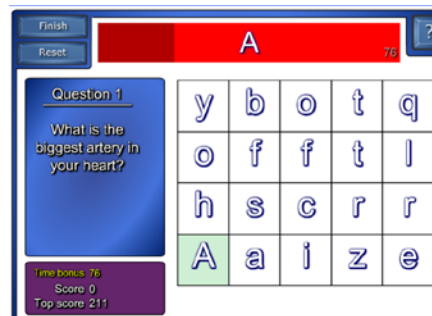 Finish
Reset
A
76
?
Question 1
What is the
biggest artery in
your heart?
y b o t q
o f f t l
h s c r r
A a i z e
Time bonus 76
Score 0
Top score 211